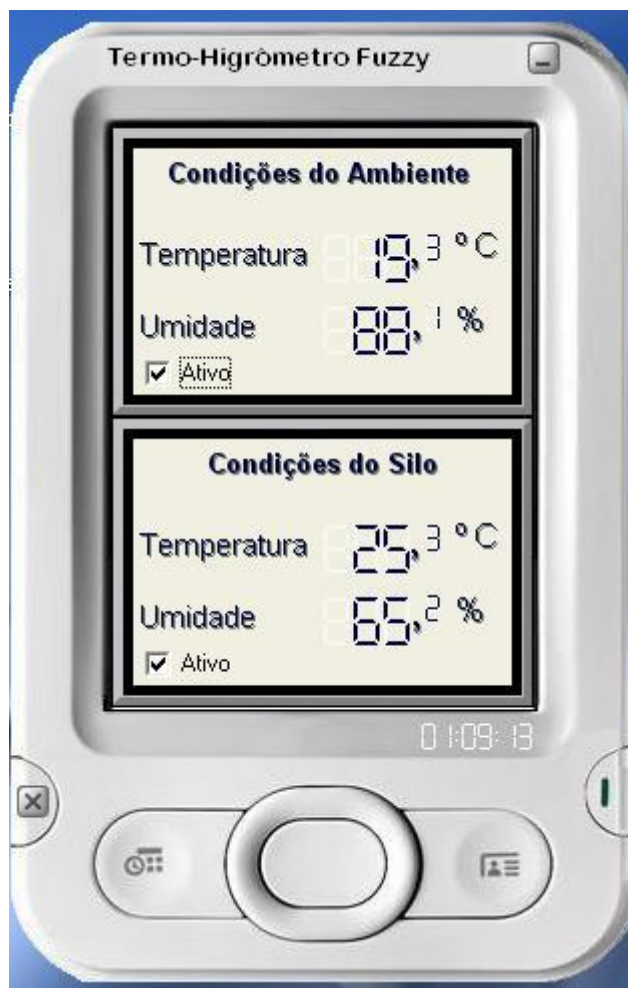 Termo-Higrômetro Fuzzy
Condições do Ambiente
Temperatura 19,3 °C
Umidade 88,1 %
Ativo
Condições do Silo
Temperatura 25,3 °C
Umidade 65,2 %
Ativo
01:09:13